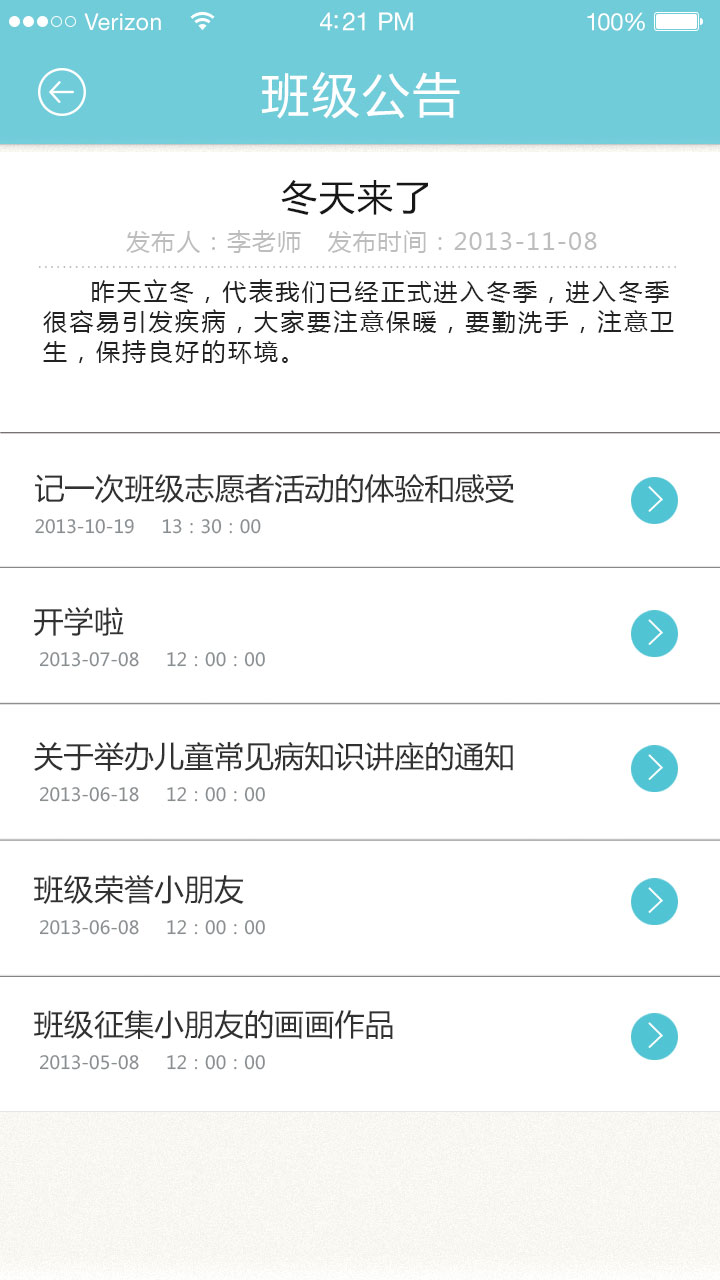 Verizon 4:21 PM 100%
班级公告
冬天来了
发布人：李老师 发布时间：2013-11-08
昨天立冬，代表我们已经正式进入冬季，进入冬季
很容易引发疾病，大家要注意保暖，要勤洗手，注意卫
生，保持良好的环境。
记一次班级志愿者活动的体验和感受
2013-10-19 13：30：00
开学啦
2013-07-08 12：00：00
关于举办儿童常见病知识讲座的通知
2013-06-18 12：00：00
班级荣誉小朋友
2013-06-08 12：00：00
班级征集小朋友的画画作品
2013-05-08 12：00：00